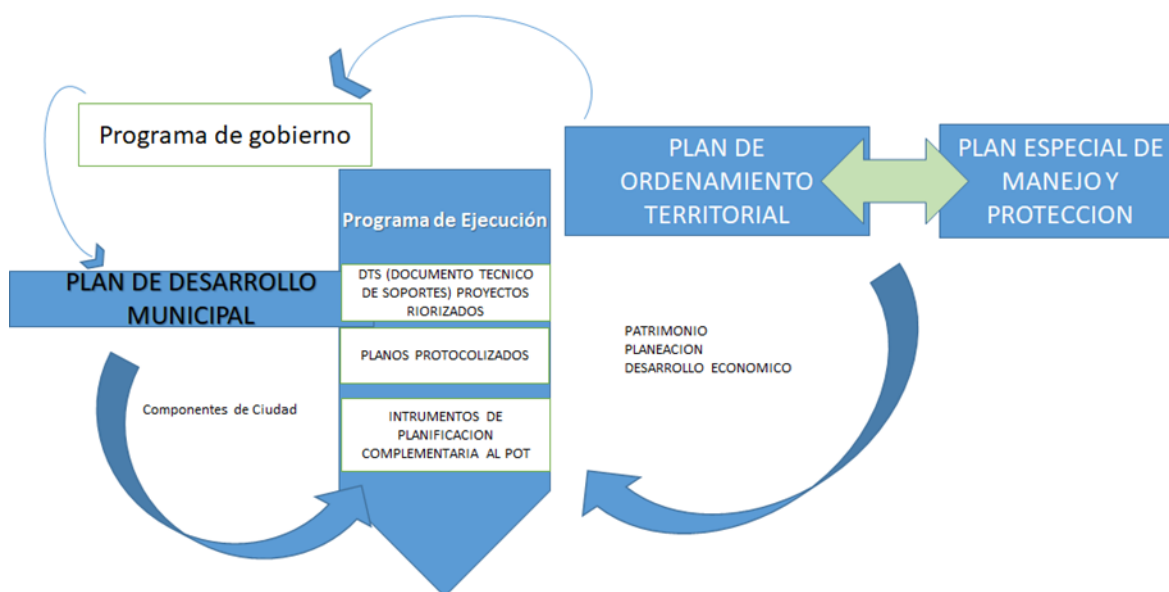 Programa de gobierno
PLAN DE
ORDENAMIENTO
TERRITORIAL
PLAN ESPECIAL DE
MANEJO Y
PROTECCION
Programa de Ejecución
PLAN DE DESARROLLO
MUNICIPAL
DTS (DOCUMENTO TECNICO
DE SOPORTES) PROYECTOS
RIORIZADOS
PLANOS PROTOCOLIZADOS
INTRUMENTOS DE
PLANIFICACION
COMPLEMENTARIA AL POT
PATRIMONIO
PLANEACION
DESARROLLO ECONOMICO
Componentes de Ciudad